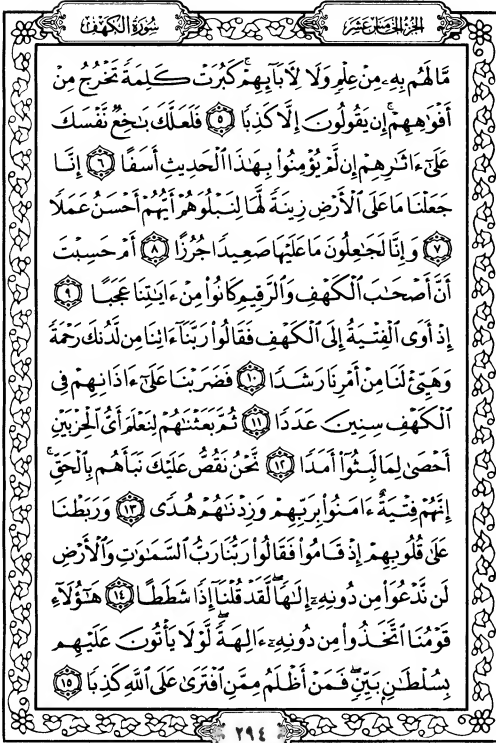 الجزء الخامس عشر
سورة الكهف
مَّا لَهُم بِهِۦ مِنْ عِلْمٍ وَلَا لِأَبَآئِهِمْ ۚ كَبُرَتْ كَلِمَةً تَخْرُجُ مِنْ
أَفْوَٰهِهِمْ ۚ إِن يَقُولُونَ إِلَّا كَذِبًا ۝٥ فَلَعَلَّكَ بَٰخِعٌ نَّفْسَكَ
عَلَىٰٓ ءَاثَٰرِهِمْ إِن لَّمْ يُؤْمِنُوا۟ بِهَٰذَا ٱلْحَدِيثِ أَسَفًا ۝٦ إِنَّا
جَعَلْنَا مَا عَلَى ٱلْأَرْضِ زِينَةً لَّهَا لِنَبْلُوَهُمْ أَيُّهُمْ أَحْسَنُ عَمَلًا
۝٧ وَإِنَّا لَجَٰعِلُونَ مَا عَلَيْهَا صَعِيدًا جُرُزًا ۝٨ أَمْ حَسِبْتَ
أَنَّ أَصْحَٰبَ ٱلْكَهْفِ وَٱلرَّقِيمِ كَانُوا۟ مِنْ ءَايَٰتِنَا عَجَبًا ۝٩
إِذْ أَوَى ٱلْفِتْيَةُ إِلَى ٱلْكَهْفِ فَقَالُوا۟ رَبَّنَآ ءَاتِنَا مِن لَّدُنكَ رَحْمَةً
وَهَيِّئْ لَنَا مِنْ أَمْرِنَا رَشَدًا ۝١٠ فَضَرَبْنَا عَلَىٰٓ ءَاذَانِهِمْ فِى
ٱلْكَهْفِ سِنِينَ عَدَدًا ۝١١ ثُمَّ بَعَثْنَٰهُمْ لِنَعْلَمَ أَىُّ ٱلْحِزْبَيْنِ
أَحْصَىٰ لِمَا لَبِثُوٓا۟ أَمَدًا ۝١٢ نَّحْنُ نَقُصُّ عَلَيْكَ نَبَأَهُم بِٱلْحَقِّ ۚ
إِنَّهُمْ فِتْيَةٌ ءَامَنُوا۟ بِرَبِّهِمْ وَزِدْنَٰهُمْ هُدًى ۝١٣ وَرَبَطْنَا
عَلَىٰ قُلُوبِهِمْ إِذْ قَامُوا۟ فَقَالُوا۟ رَبُّنَا رَبُّ ٱلسَّمَٰوَٰتِ وَٱلْأَرْضِ
لَن نَّدْعُوَا۟ مِن دُونِهِۦٓ إِلَٰهًا ۖ لَّقَدْ قُلْنَآ إِذًا شَطَطًا ۝١٤ هَٰٓؤُلَآءِ
قَوْمُنَا ٱتَّخَذُوا۟ مِن دُونِهِۦٓ ءَالِهَةً ۖ لَّوْلَا يَأْتُونَ عَلَيْهِم
بِسُلْطَٰنٍۭ بَيِّنٍ ۖ فَمَنْ أَظْلَمُ مِمَّنِ ٱفْتَرَىٰ عَلَى ٱللَّهِ كَذِبًا ۝١٥
٢٩٤